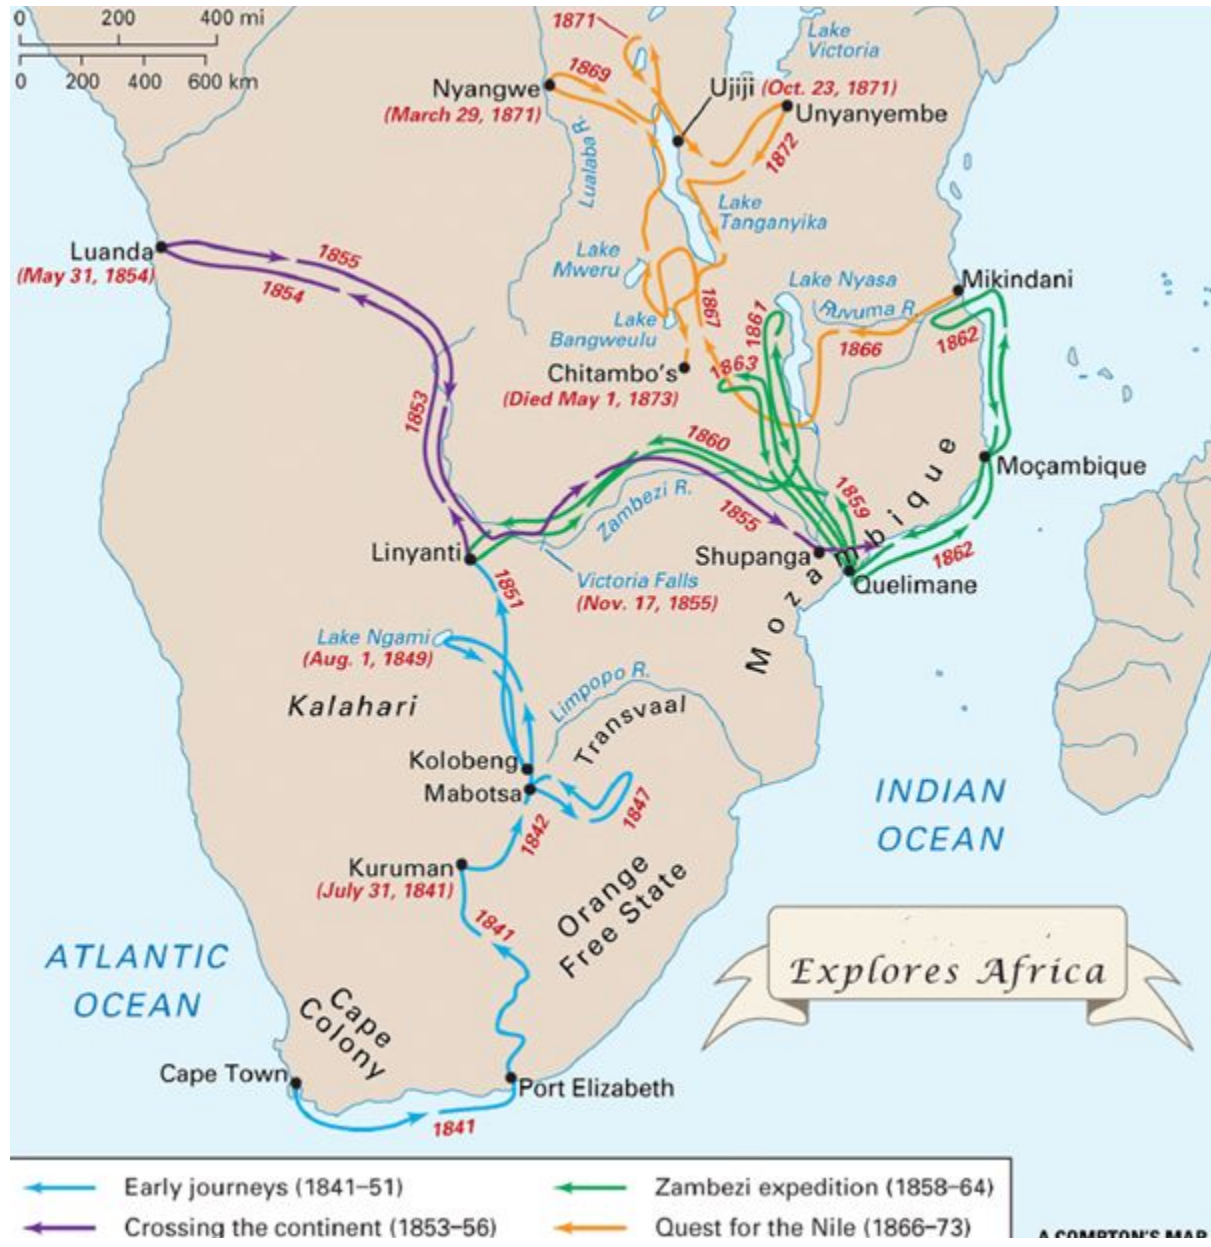 0 200 400 mi
0 200 400 600 km
1871
Lake
Victoria
Nyangwe
(March 29, 1871)
1869
Ujiji (Oct. 23, 1871)
Unyanyembe
1872
Lualaba R.
Lake
Tanganyika
Luanda
(May 31, 1854)
1855
1854
Lake
Mweru
Lake Nyasa
Mikindani
Ruvuma R.
1867
1861
1866
1862
Lake
Bangweulu
Chitambo's
(Died May 1, 1873)
1863
1853
1860
Moçambique
Zambezi R.
1859
1855
Mozambique
Linyanti
Shupanga
1862
Quelimane
Victoria Falls
(Nov. 17, 1855)
1851
Lake Ngami
(Aug. 1, 1849)
Kalahari
Limpopo R.
Transvaal
Kolobeng
Mabotsa
1847
1842
Kuruman
(July 31, 1841)
INDIAN
OCEAN
Orange
Free State
1841
ATLANTIC
OCEAN
Explores Africa
Cape
Colony
Cape Town
Port Elizabeth
1841
Early journeys (1841–51)
Zambezi expedition (1858–64)
Crossing the continent (1853–56)
Quest for the Nile (1866–73)
A COMPTON'S MAP